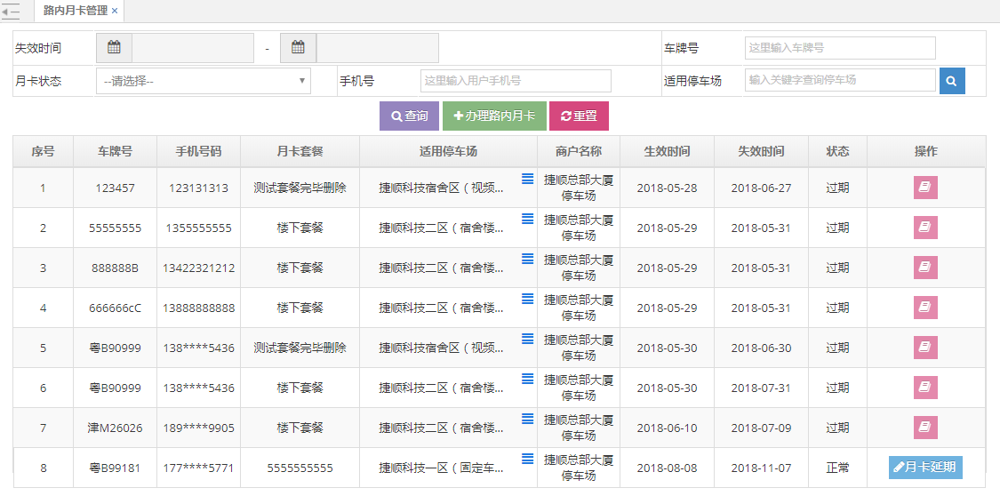 路内月卡管理 ×
失效时间 - 车牌号 这里输入车牌号
月卡状态 --请选择-- 手机号 这里输入用户手机号 适用停车场 输入关键字查询停车场
查询 办理路内月卡 重置
序号 车牌号 手机号码 月卡套餐 适用停车场 商户名称 生效时间 失效时间 状态 操作
1 123457 123131313 测试套餐完毕删除 捷顺科技宿舍区（视频... 捷顺总部大厦停车场 2018-05-28 2018-06-27 过期
2 55555555 1355555555 楼下套餐 捷顺科技二区（宿舍楼... 捷顺总部大厦停车场 2018-05-29 2018-05-31 过期
3 888888B 13422321212 楼下套餐 捷顺科技二区（宿舍楼... 捷顺总部大厦停车场 2018-05-29 2018-05-31 过期
4 666666cC 13888888888 楼下套餐 捷顺科技二区（宿舍楼... 捷顺总部大厦停车场 2018-05-29 2018-05-31 过期
5 粤B90999 138****5436 测试套餐完毕删除 捷顺科技宿舍区（视频... 捷顺总部大厦停车场 2018-05-30 2018-06-30 过期
6 粤B90999 138****5436 楼下套餐 捷顺科技二区（宿舍楼... 捷顺总部大厦停车场 2018-05-30 2018-07-31 过期
7 津M26026 189****9905 楼下套餐 捷顺科技二区（宿舍楼... 捷顺总部大厦停车场 2018-06-10 2018-07-09 过期
8 粤B99181 177****5771 5555555555 捷顺科技一区（固定车... 捷顺总部大厦停车场 2018-08-08 2018-11-07 正常 月卡延期